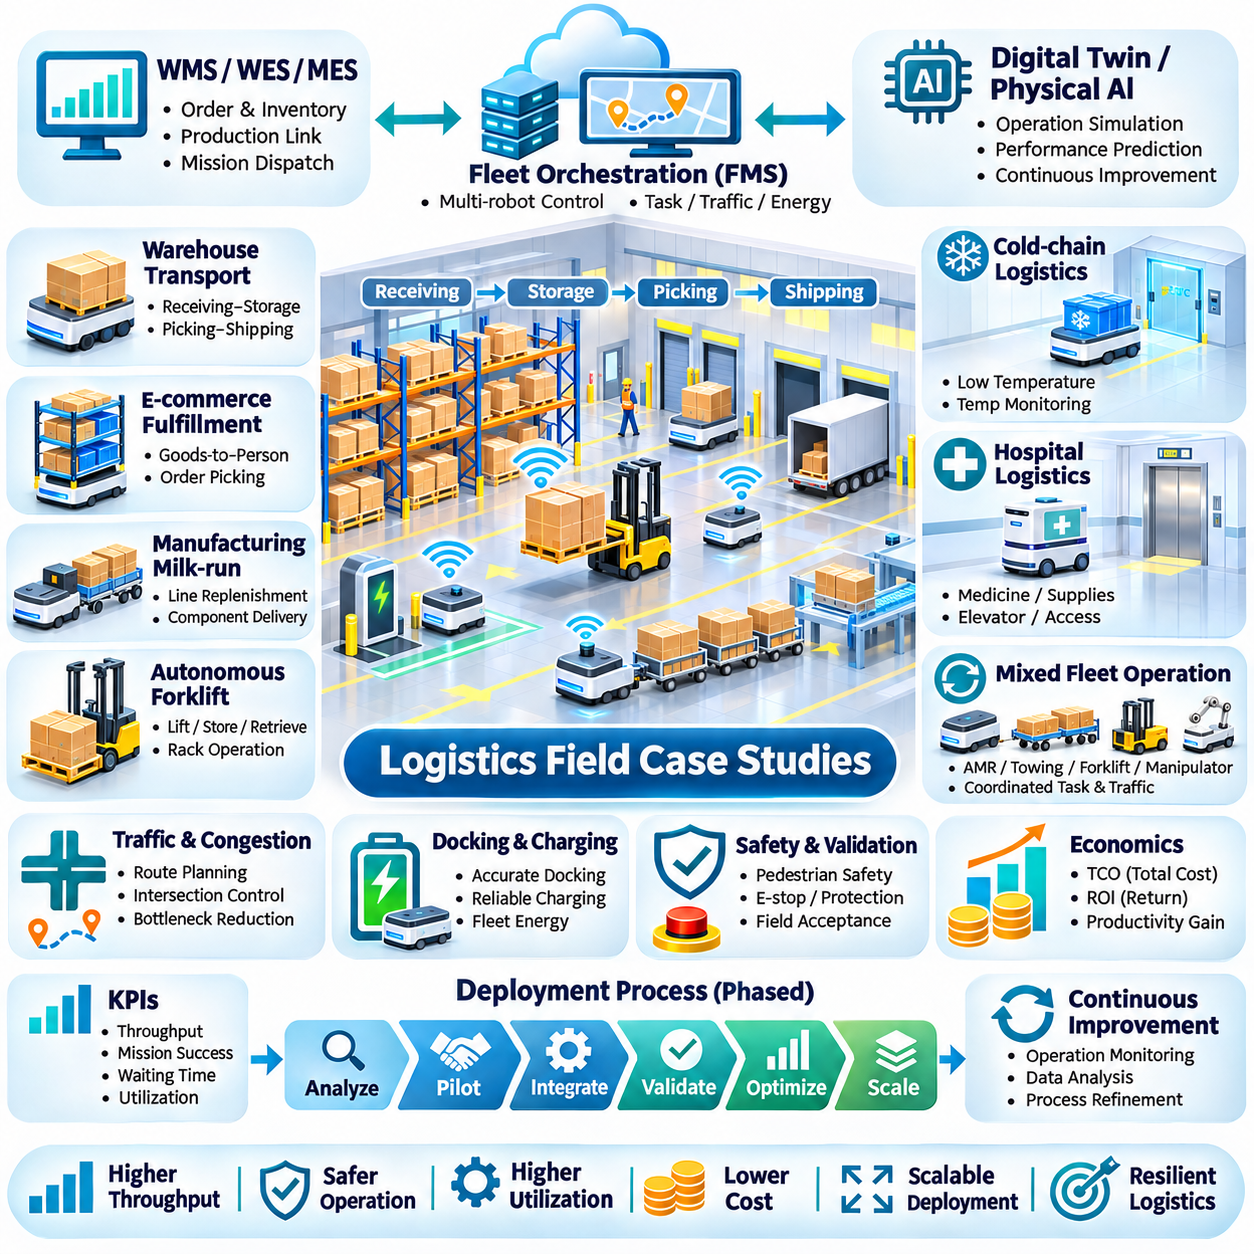 WMS / WES / MES
• Order & Inventory
• Production Link
• Mission Dispatch
Fleet Orchestration (FMS)
• Multi-robot Control • Task / Traffic / Energy
AI
Digital Twin /
Physical AI
• Operation Simulation
• Performance Prediction
• Continuous Improvement
Warehouse
Transport
• Receiving–Storage
• Picking–Shipping
E-commerce
Fulfillment
• Goods-to-Person
• Order Picking
Manufacturing
Milk-run
• Line Replenishment
• Component Delivery
Autonomous
Forklift
• Lift / Store / Retrieve
• Rack Operation
Receiving
Storage
Picking
Shipping
Logistics Field Case Studies
Cold-chain
Logistics
• Low Temperature
• Temp Monitoring
Hospital
Logistics
• Medicine / Supplies
• Elevator / Access
Mixed Fleet Operation
• AMR / Towing / Forklift / Manipulator
• Coordinated Task & Traffic
Traffic & Congestion
• Route Planning
• Intersection Control
• Bottleneck Reduction
Docking & Charging
• Accurate Docking
• Reliable Charging
• Fleet Energy
Safety & Validation
• Pedestrian Safety
• E-stop / Protection
• Field Acceptance
Economics
• TCO (Total Cost)
• ROI (Return)
• Productivity Gain
KPIs
• Throughput
• Mission Success
• Waiting Time
• Utilization
Deployment Process (Phased)
Analyze
Pilot
Integrate
Validate
Optimize
Scale
Continuous
Improvement
• Operation Monitoring
• Data Analysis
• Process Refinement
Higher
Throughput
Safer
Operation
Higher
Utilization
Lower
Cost
Scalable
Deployment
Resilient
Logistics